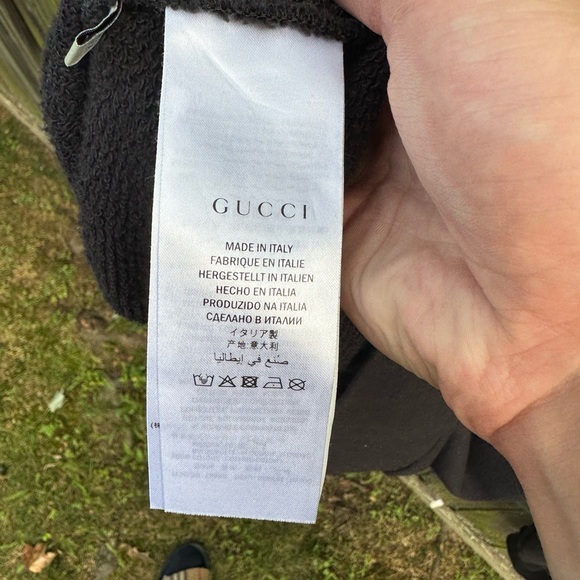 GUCCI
MADE IN ITALY
FABRIQUE EN ITALIE
HERGESTELLT IN ITALIEN
HECHO EN ITALIA
PRODUZIDO NA ITALIA
СДЕЛАНО В ИТАЛИИ
イタリア製
产地:意大利
صنع في إيطاليا